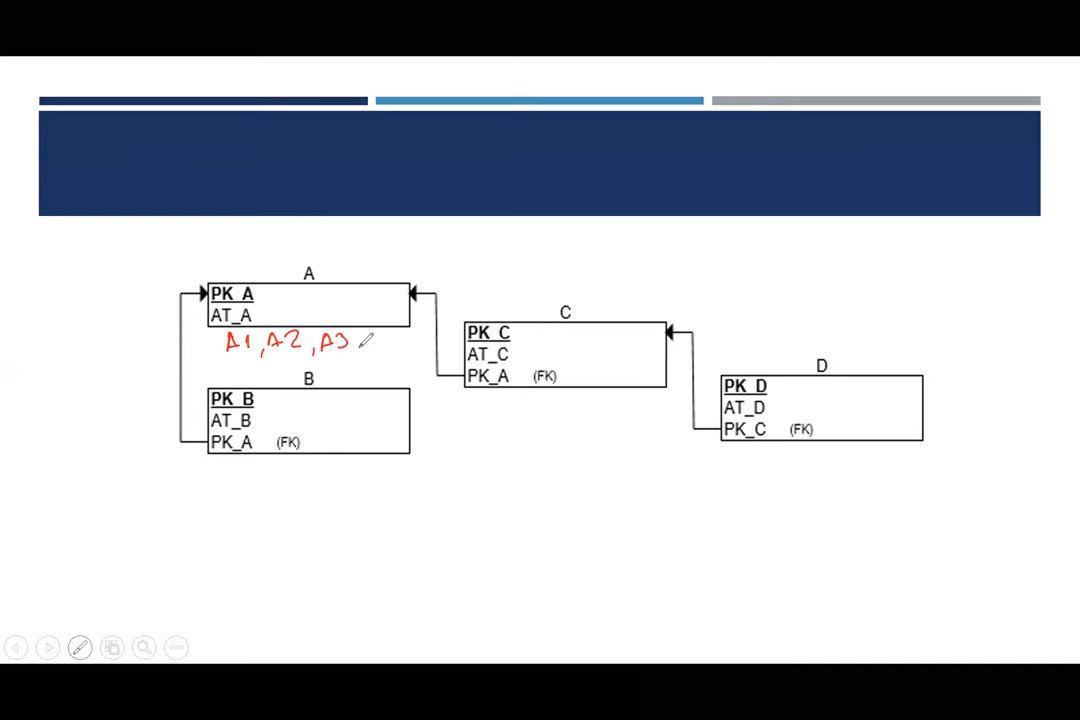 A
PK_A
AT_A
A1, A2, A3
B
PK_B
AT_B
PK_A (FK)
C
PK_C
AT_C
PK_A (FK)
D
PK_D
AT_D
PK_C (FK)